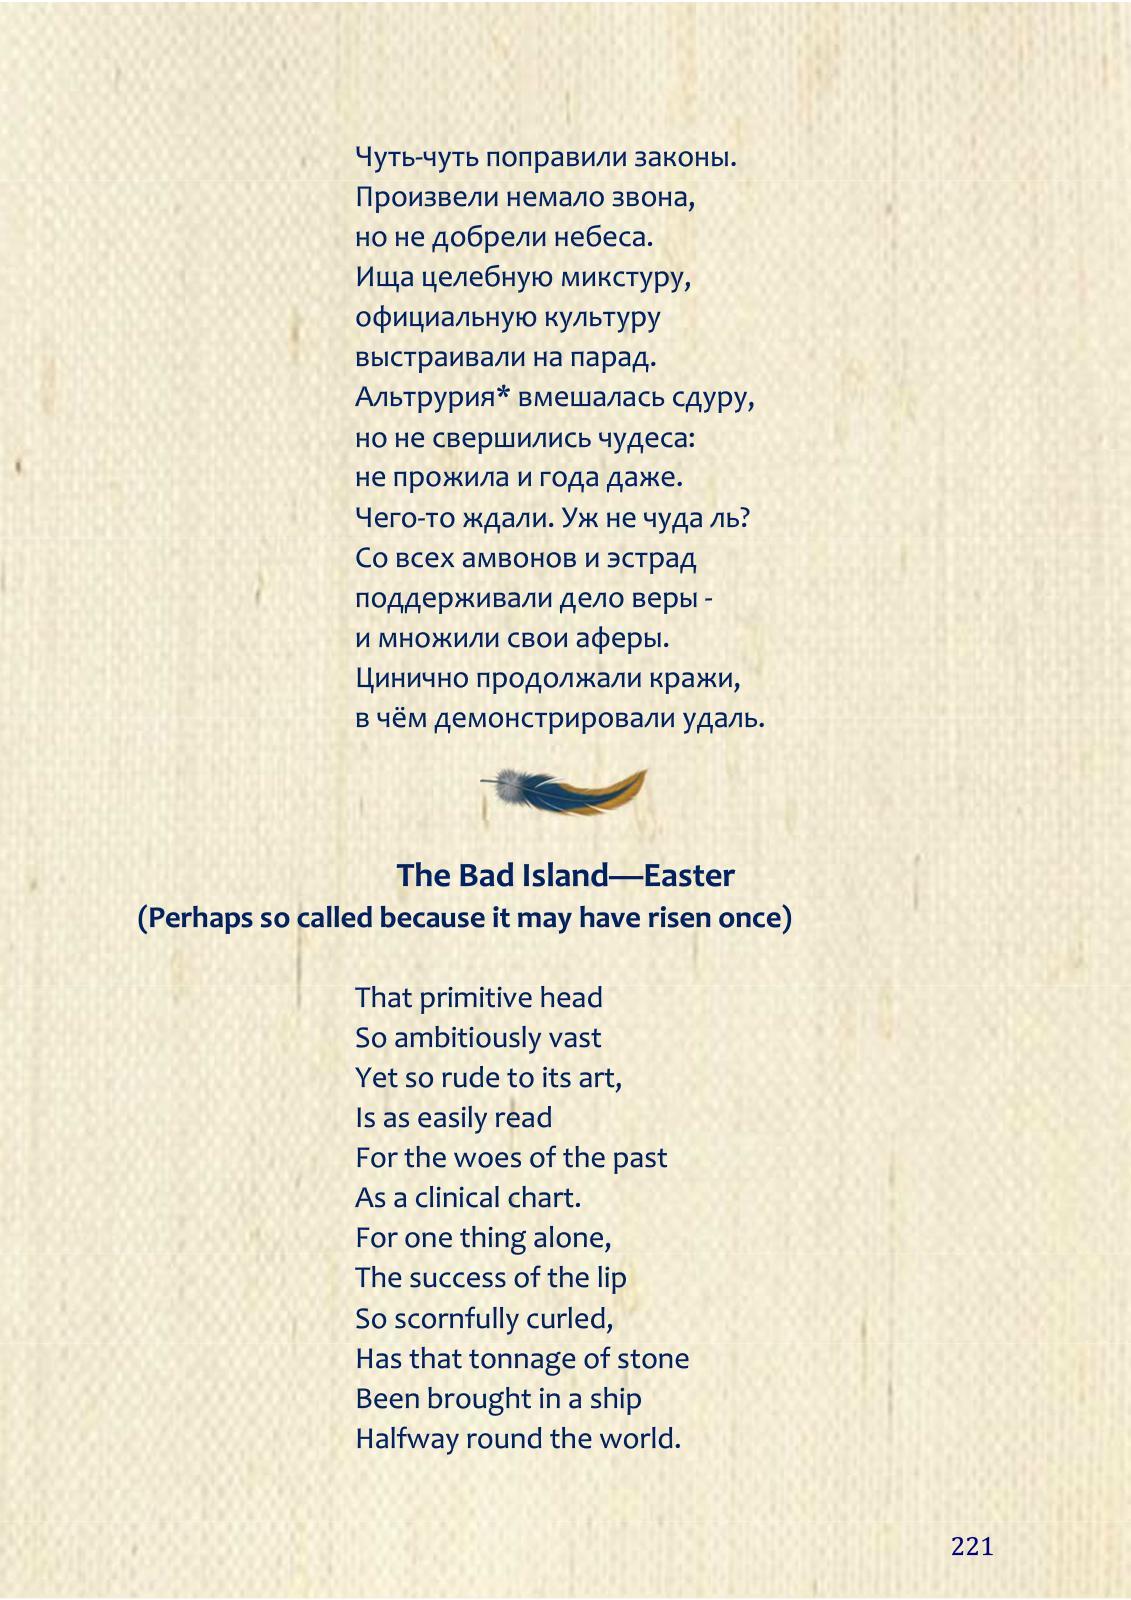 Чуть-чуть поправили законы.
Произвели немало звона,
но не добрели небеса.
Ища целебную микстуру,
официальную культуру
выстраивали на парад.
Альтрурия* вмешалась сдуру,
но не свершились чудеса:
не прожила и года даже.
Чего-то ждали. Уж не чуда ль?
Со всех амвонов и эстрад
поддерживали дело веры -
и множили свои аферы.
Цинично продолжали кражи,
в чём демонстрировали удаль.
The Bad Island—Easter
(Perhaps so called because it may have risen once)
That primitive head
So ambitiously vast
Yet so rude to its art,
Is as easily read
For the woes of the past
As a clinical chart.
For one thing alone,
The success of the lip
So scornfully curled,
Has that tonnage of stone
Been brought in a ship
Halfway round the world.
221